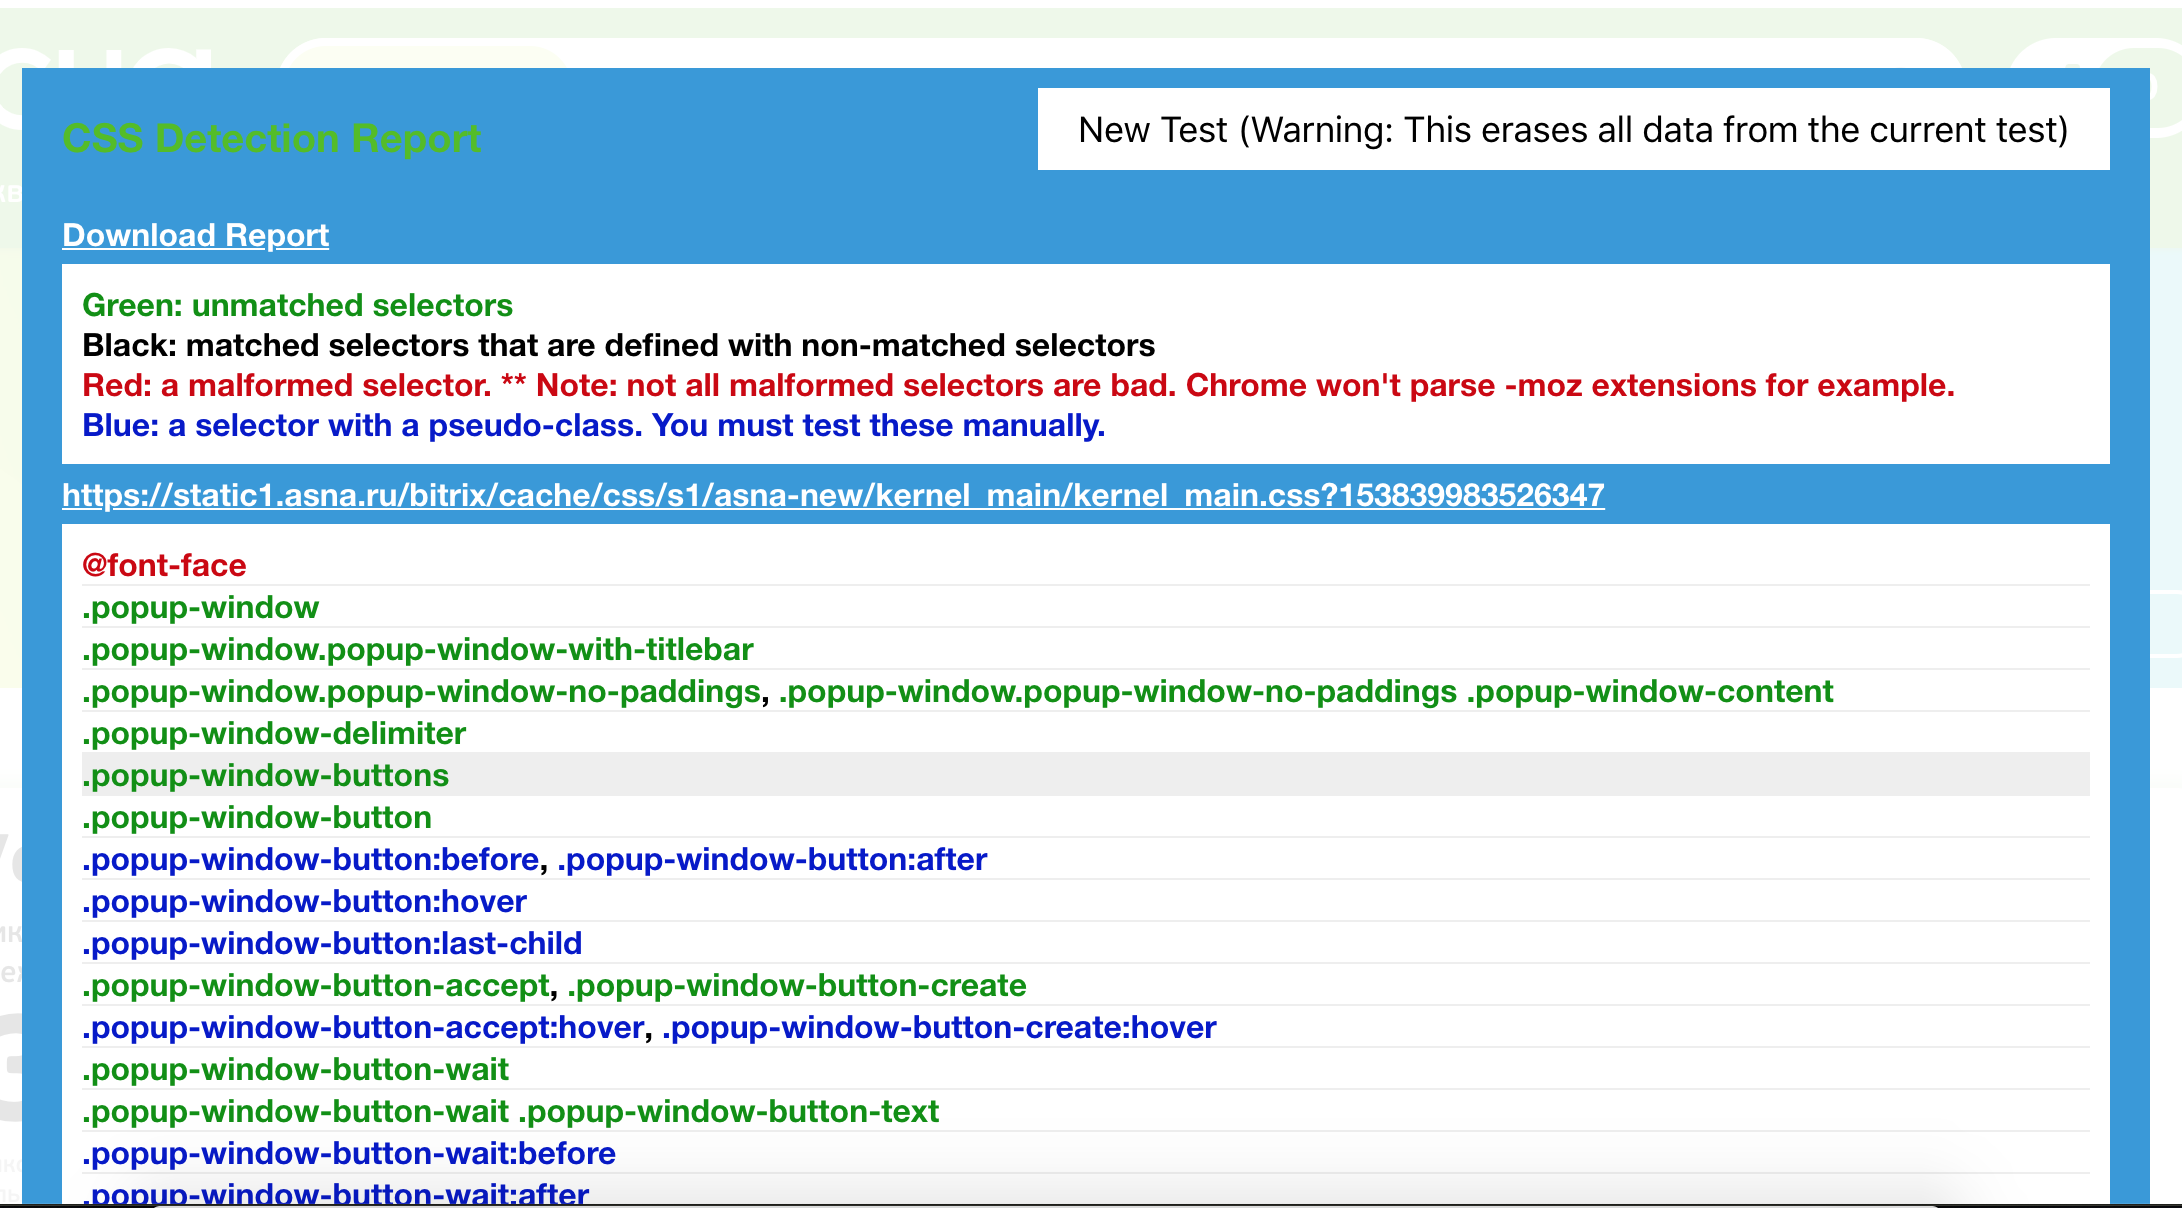 CSS Detection Report
New Test (Warning: This erases all data from the current test)
Download Report
Green: unmatched selectors
Black: matched selectors that are defined with non-matched selectors
Red: a malformed selector. ** Note: not all malformed selectors are bad. Chrome won't parse -moz extensions for example.
Blue: a selector with a pseudo-class. You must test these manually.
https://static1.asna.ru/bitrix/cache/css/s1/asna-new/kernel_main/kernel_main.css?153839983526347
@font-face
.popup-window
.popup-window.popup-window-with-titlebar
.popup-window.popup-window-no-paddings, .popup-window.popup-window-no-paddings .popup-window-content
.popup-window-delimiter
.popup-window-buttons
.popup-window-button
.popup-window-button:before, .popup-window-button:after
.popup-window-button:hover
.popup-window-button:last-child
.popup-window-button-accept, .popup-window-button-create
.popup-window-button-accept:hover, .popup-window-button-create:hover
.popup-window-button-wait
.popup-window-button-wait .popup-window-button-text
.popup-window-button-wait:before
.popup-window-button-wait:after